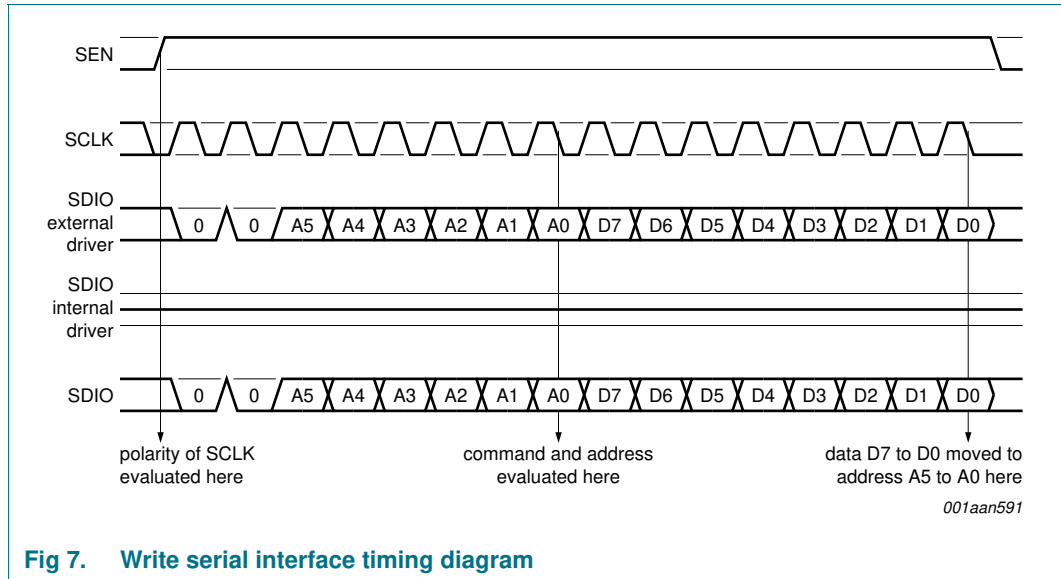 SEN
SCLK
SDIO
external
driver
0 0 A5 A4 A3 A2 A1 A0 D7 D6 D5 D4 D3 D2 D1 D0
SDIO
internal
driver
SDIO
0 0 A5 A4 A3 A2 A1 A0 D7 D6 D5 D4 D3 D2 D1 D0
polarity of SCLK
evaluated here
command and address
evaluated here
data D7 to D0 moved to
address A5 to A0 here
001aan591
Fig 7. Write serial interface timing diagram